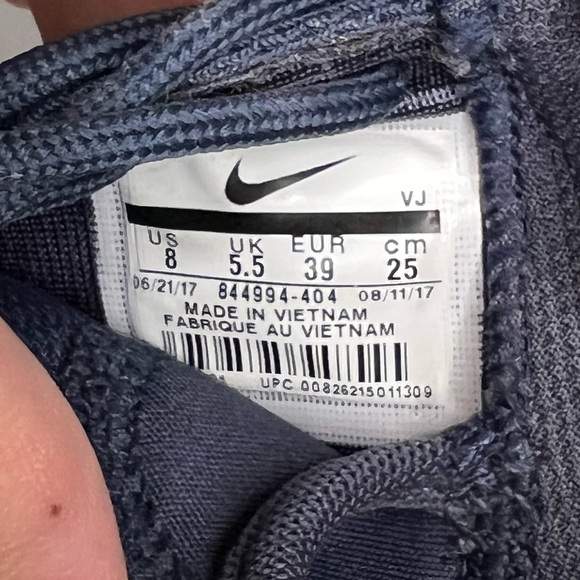 VJ
US UK EUR cm
8 5.5 39 25
06/21/17 844994-404 08/11/17
MADE IN VIETNAM
FABRIQUE AU VIETNAM
UPC 00826215011309